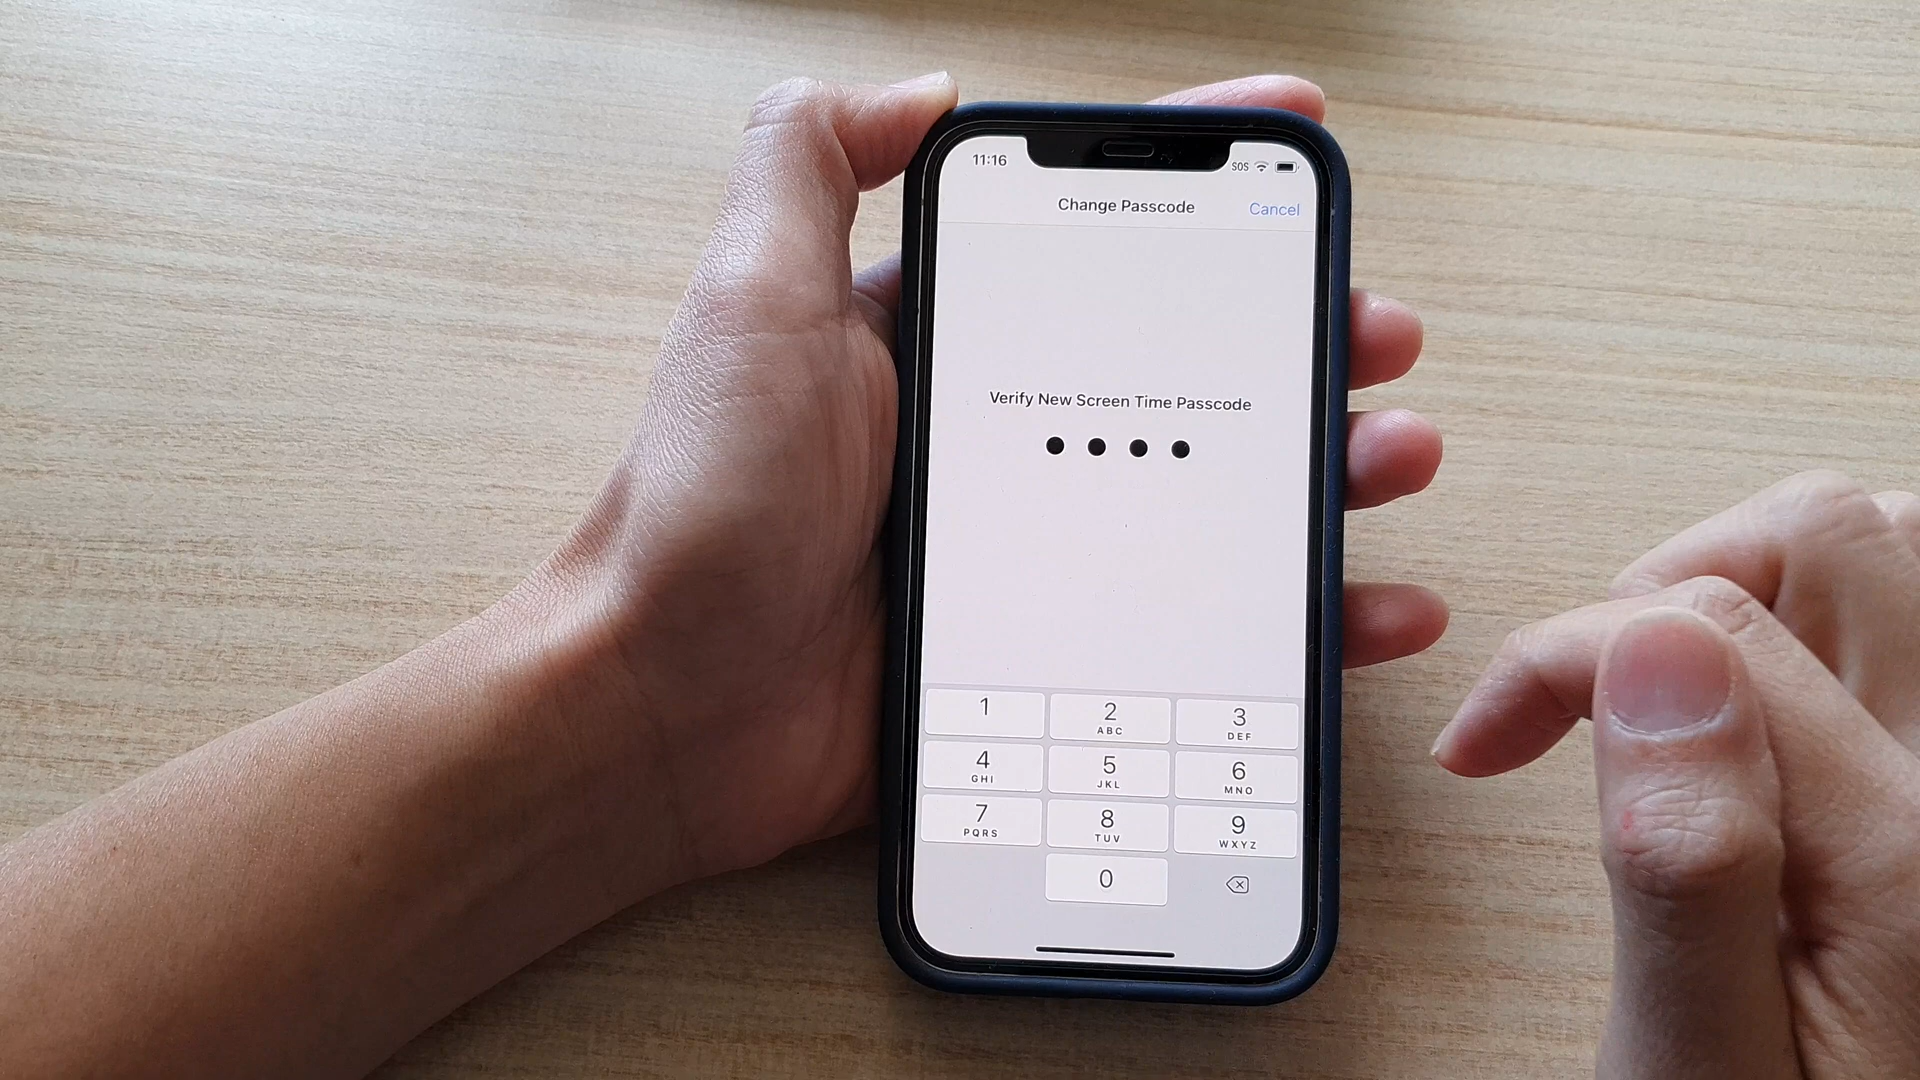 11:16
SOS
Change Passcode
Cancel
Verify New Screen Time Passcode
1
2
ABC
3
DEF
4
GHI
5
JKL
6
MNO
7
PQRS
8
TUV
9
WXYZ
0